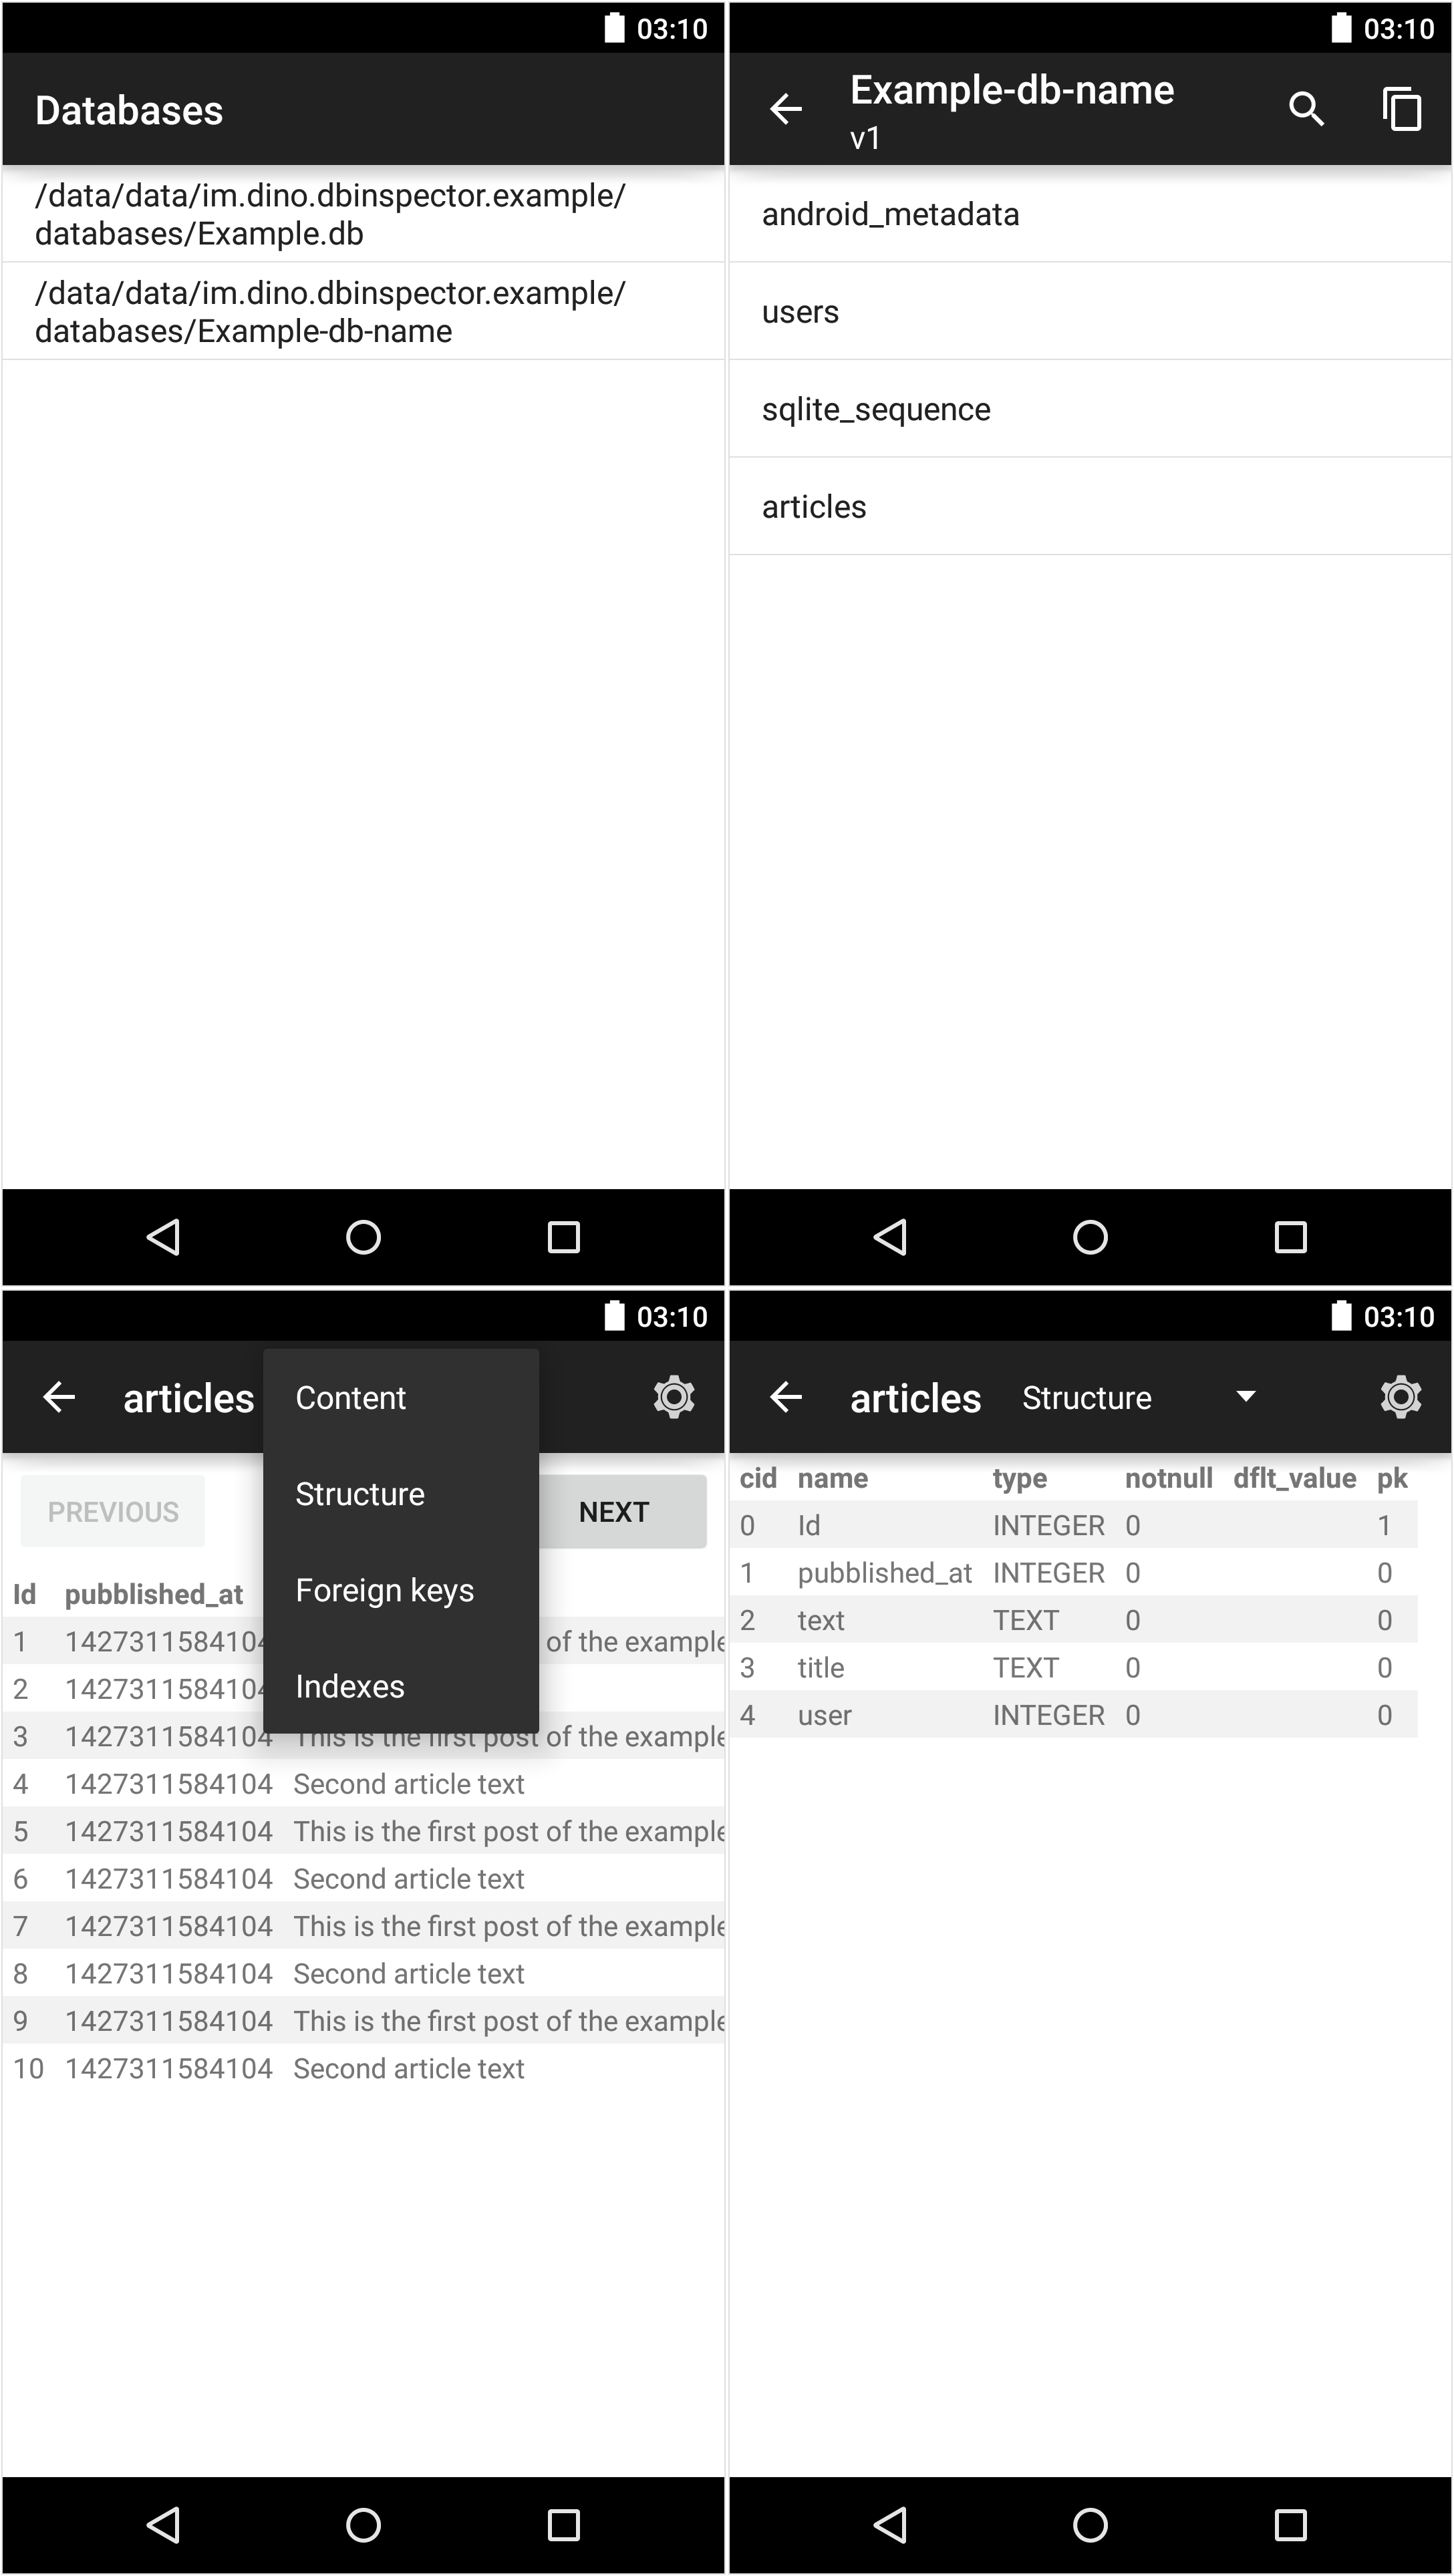 03:10
Databases
/data/data/im.dino.dbinspector.example/
databases/Example.db
/data/data/im.dino.dbinspector.example/
databases/Example-db-name
03:10
Example-db-name
v1
android_metadata
users
sqlite_sequence
articles
03:10
articles
Content
Structure
Foreign keys
Indexes
PREVIOUS NEXT
Id pubblished_at
1 1427311584104 of the example
2 1427311584104
3 1427311584104 This is the first post of the example
4 1427311584104 Second article text
5 1427311584104 This is the first post of the example
6 1427311584104 Second article text
7 1427311584104 This is the first post of the example
8 1427311584104 Second article text
9 1427311584104 This is the first post of the example
10 1427311584104 Second article text
03:10
articles Structure
cid name type notnull dflt_value pk
0 Id INTEGER 0 1
1 pubblished_at INTEGER 0 0
2 text TEXT 0 0
3 title TEXT 0 0
4 user INTEGER 0 0